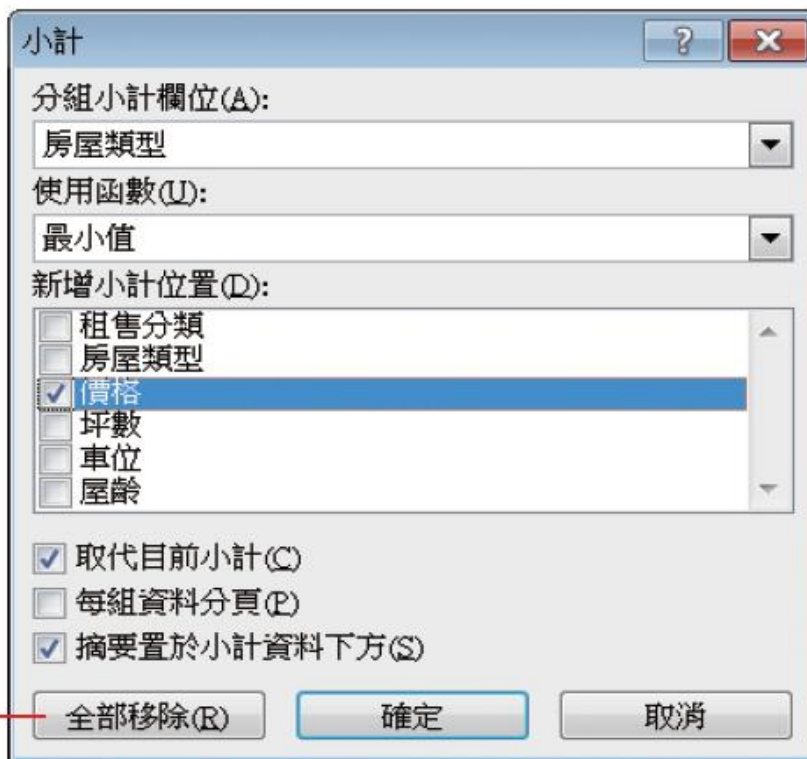 小計
分組小計欄位(A):
房屋類型
使用函數(U):
最小值
新增小計位置(D):
租售分類
房屋類型
價格
坪數
車位
屋齡
取代目前小計(C)
每組資料分頁(P)
摘要置於小計資料下方(S)
全部移除(R) 確定 取消